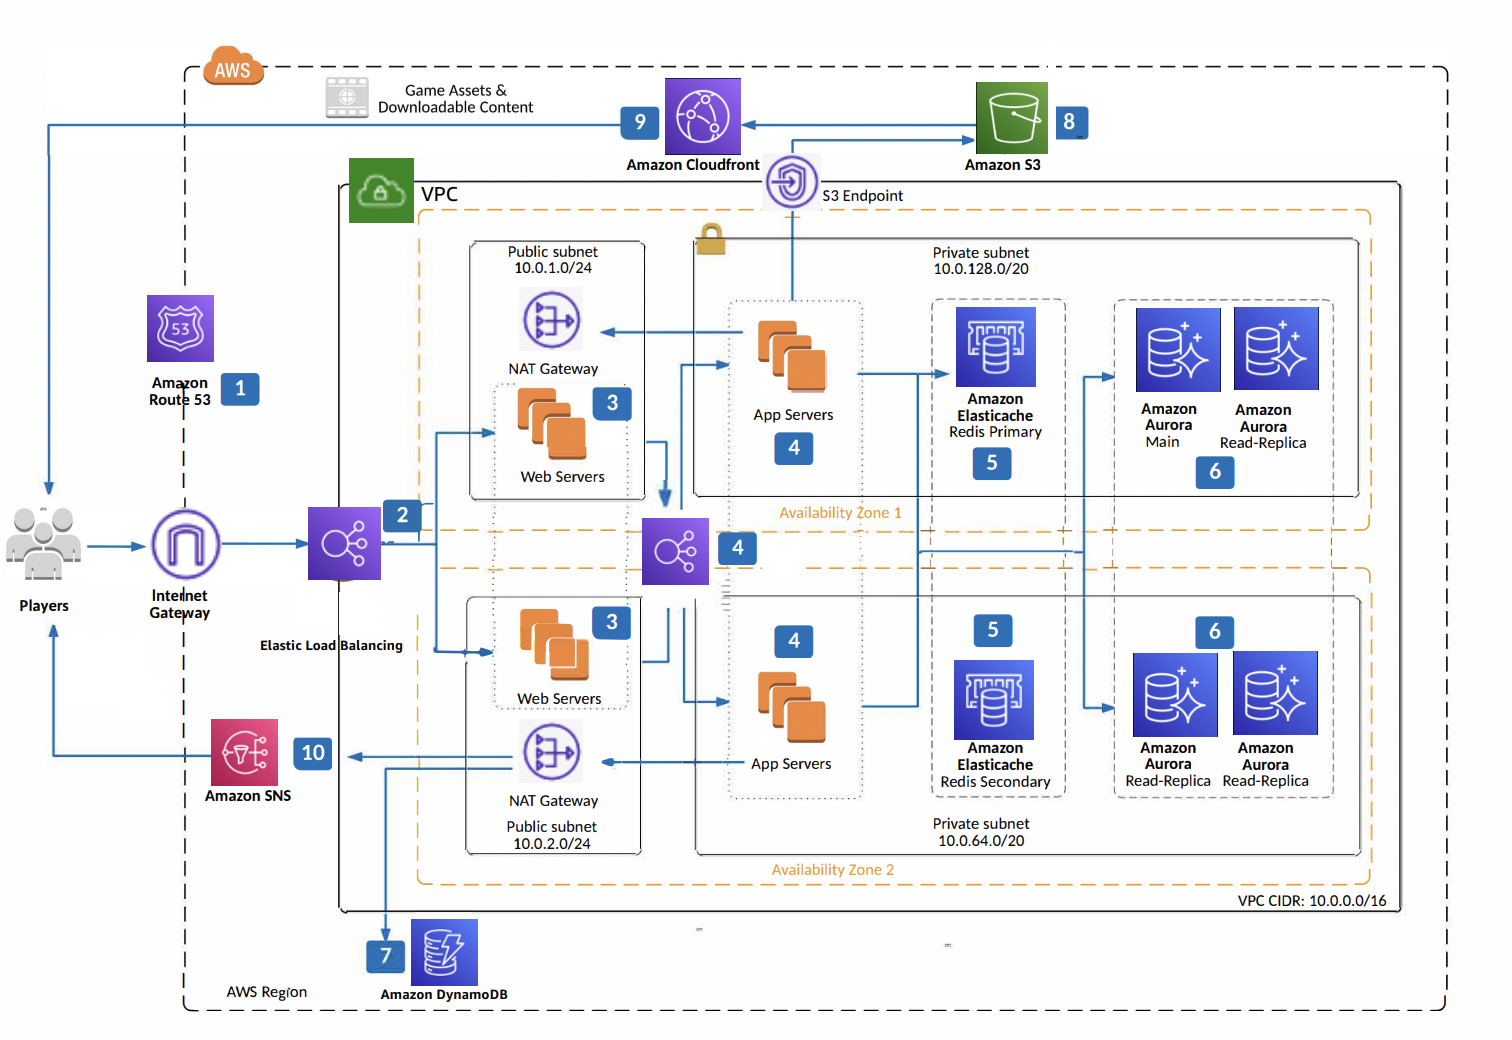 AWS
Game Assets &
Downloadable Content
9
8
Amazon Cloudfront
Amazon S3
VPC
S3 Endpoint
Public subnet
10.0.1.0/24
Private subnet
10.0.128.0/20
53
Amazon
Route 53
1
NAT Gateway
3
Web Servers
App Servers
4
Amazon
Elasticache
Redis Primary
5
Amazon
Aurora
Main
Amazon
Aurora
Read-Replica
6
Availability Zone 1
2
4
Players
Internet
Gateway
Elastic Load Balancing
3
Web Servers
4
App Servers
5
Amazon
Elasticache
Redis Secondary
6
Amazon
Aurora
Read-Replica
Amazon
Aurora
Read-Replica
10
Amazon SNS
NAT Gateway
Public subnet
10.0.2.0/24
Private subnet
10.0.64.0/20
Availability Zone 2
VPC CIDR: 10.0.0.0/16
7
Amazon DynamoDB
AWS Region